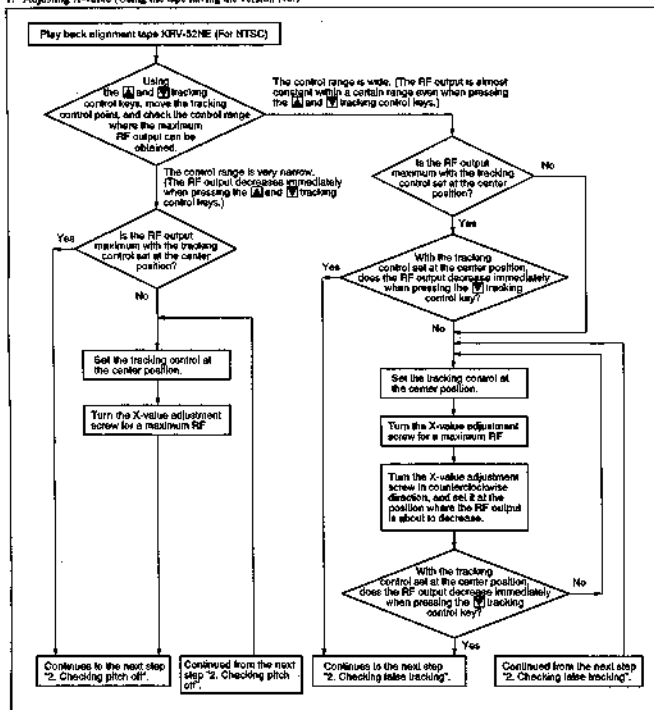 1. Adjusting X-value (Using the tape having the version No.)
Play back alignment tape KRV-52NE (For NTSC)
Using
the ▲ and ▼ tracking
control keys, move the tracking
control point, and check the control range
where the maximum
RF output can be
obtained.
The control range is wide. (The RF output is almost
constant within a certain range even when pressing
the ▲ and ▼ tracking control keys.)
The control range is very narrow.
(The RF output decreases immediately
when pressing the ▲ and ▼ tracking
control keys.)
Is the RF output
maximum with the tracking
control set at the center
position?
No
Yes
Yes
Is the RF output
maximum with the tracking
control set at the center
position?
No
With the tracking
control set at the center position,
does the RF output decrease immediately
when pressing the ▼ tracking
control key?
Yes
No
Set the tracking control at
the center position.
Turn the X-value adjustment
screw for a maximum RF
Set the tracking control at
the center position.
Turn the X-value adjustment
screw for a maximum RF
Turn the X-value adjustment
screw in counterclockwise
direction, and set it at the
position where the RF output
is about to decrease.
With the tracking
control set at the center position,
does the RF output decrease immediately
when pressing the ▼ tracking
control key?
No
Yes
Continues to the next step
"2. Checking pitch off".
Continued from the next
step "2. Checking pitch
off".
Continues to the next step
"2. Checking false tracking".
Continued from the next step
"2. Checking false tracking".